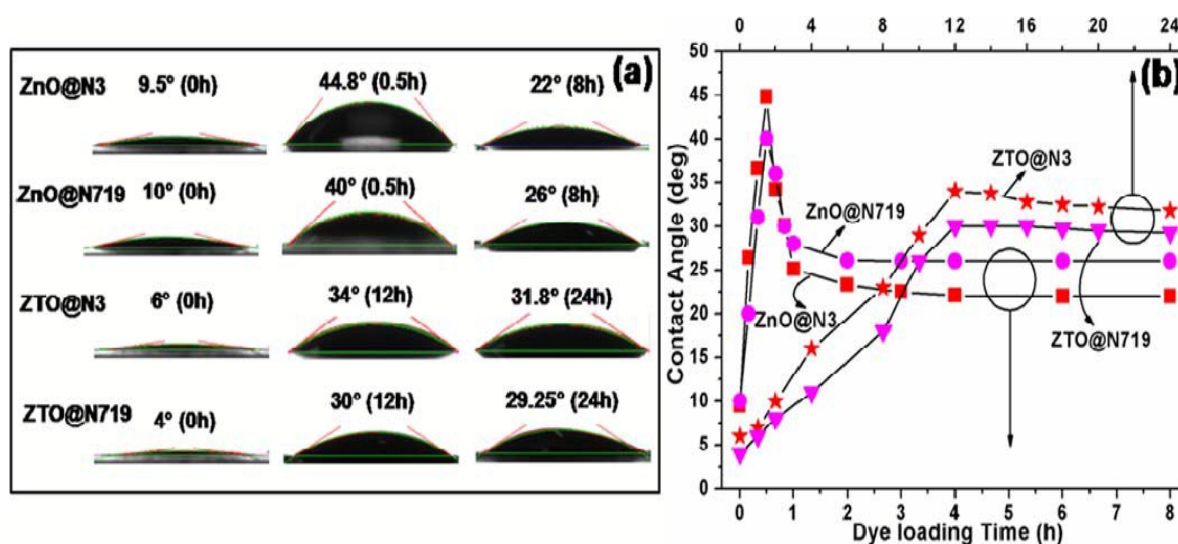 (a)
ZnO@N3 9.5° (0h) 44.8° (0.5h) 22° (8h)
ZnO@N719 10° (0h) 40° (0.5h) 26° (8h)
ZTO@N3 6° (0h) 34° (12h) 31.8° (24h)
ZTO@N719 4° (0h) 30° (12h) 29.25° (24h)
0 4 8 12 16 20 24
(b)
50
45
40
35
30
25
20
15
10
5
0
Contact Angle (deg)
ZTO@N3
ZnO@N719
ZnO@N3
ZTO@N719
0 1 2 3 4 5 6 7 8
Dye loading Time (h)